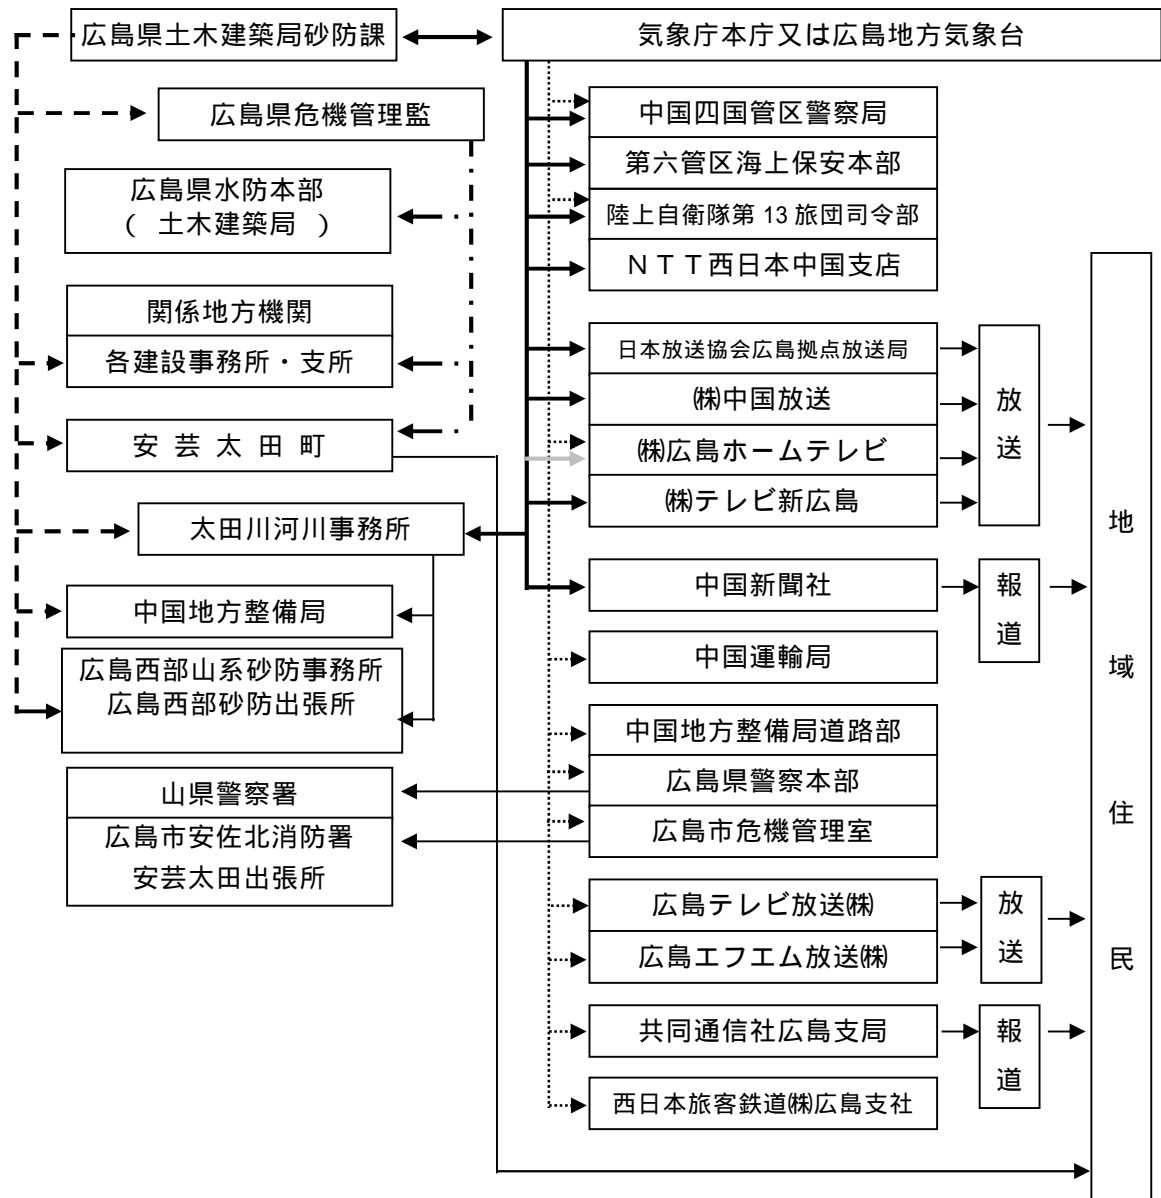 広島県土木建築局砂防課
気象庁本庁又は広島地方気象台
広島県危機管理監
広島県水防本部
( 土木建築局 )
関係地方機関
各建設事務所・支所
安芸太田町
太田川河川事務所
中国地方整備局
広島西部山系砂防事務所
広島西部砂防出張所
山県警察署
広島市安佐北消防署
安芸太田出張所
中国四国管区警察局
第六管区海上保安本部
陸上自衛隊第13旅団司令部
NTT西日本中国支店
日本放送協会広島拠点放送局
㈱中国放送
㈱広島ホームテレビ
㈱テレビ新広島
中国新聞社
中国運輸局
中国地方整備局道路部
広島県警察本部
広島市危機管理室
広島テレビ放送㈱
広島エフエム放送㈱
共同通信社広島支局
西日本旅客鉄道㈱広島支社
放送
報道
放送
報道
地域住民